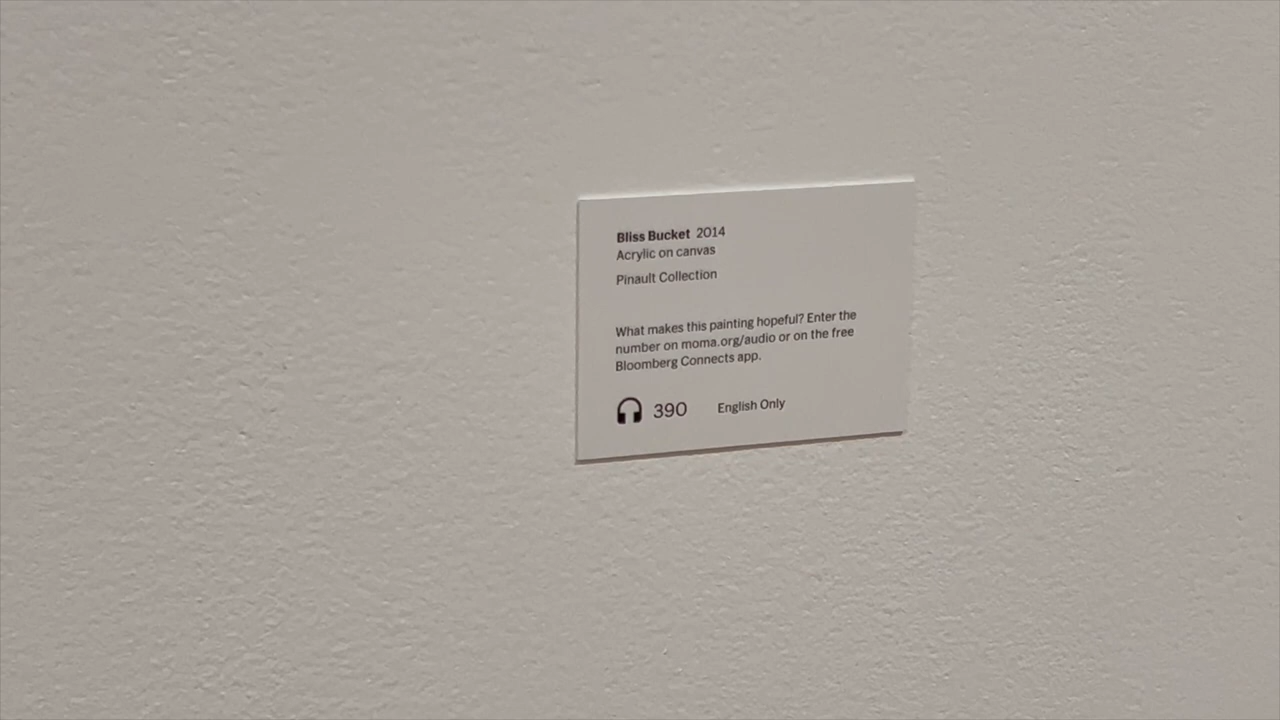 Bliss Bucket 2014
Acrylic on canvas
Pinault Collection
What makes this painting hopeful? Enter the
number on moma.org/audio or on the free
Bloomberg Connects app.
390 English Only